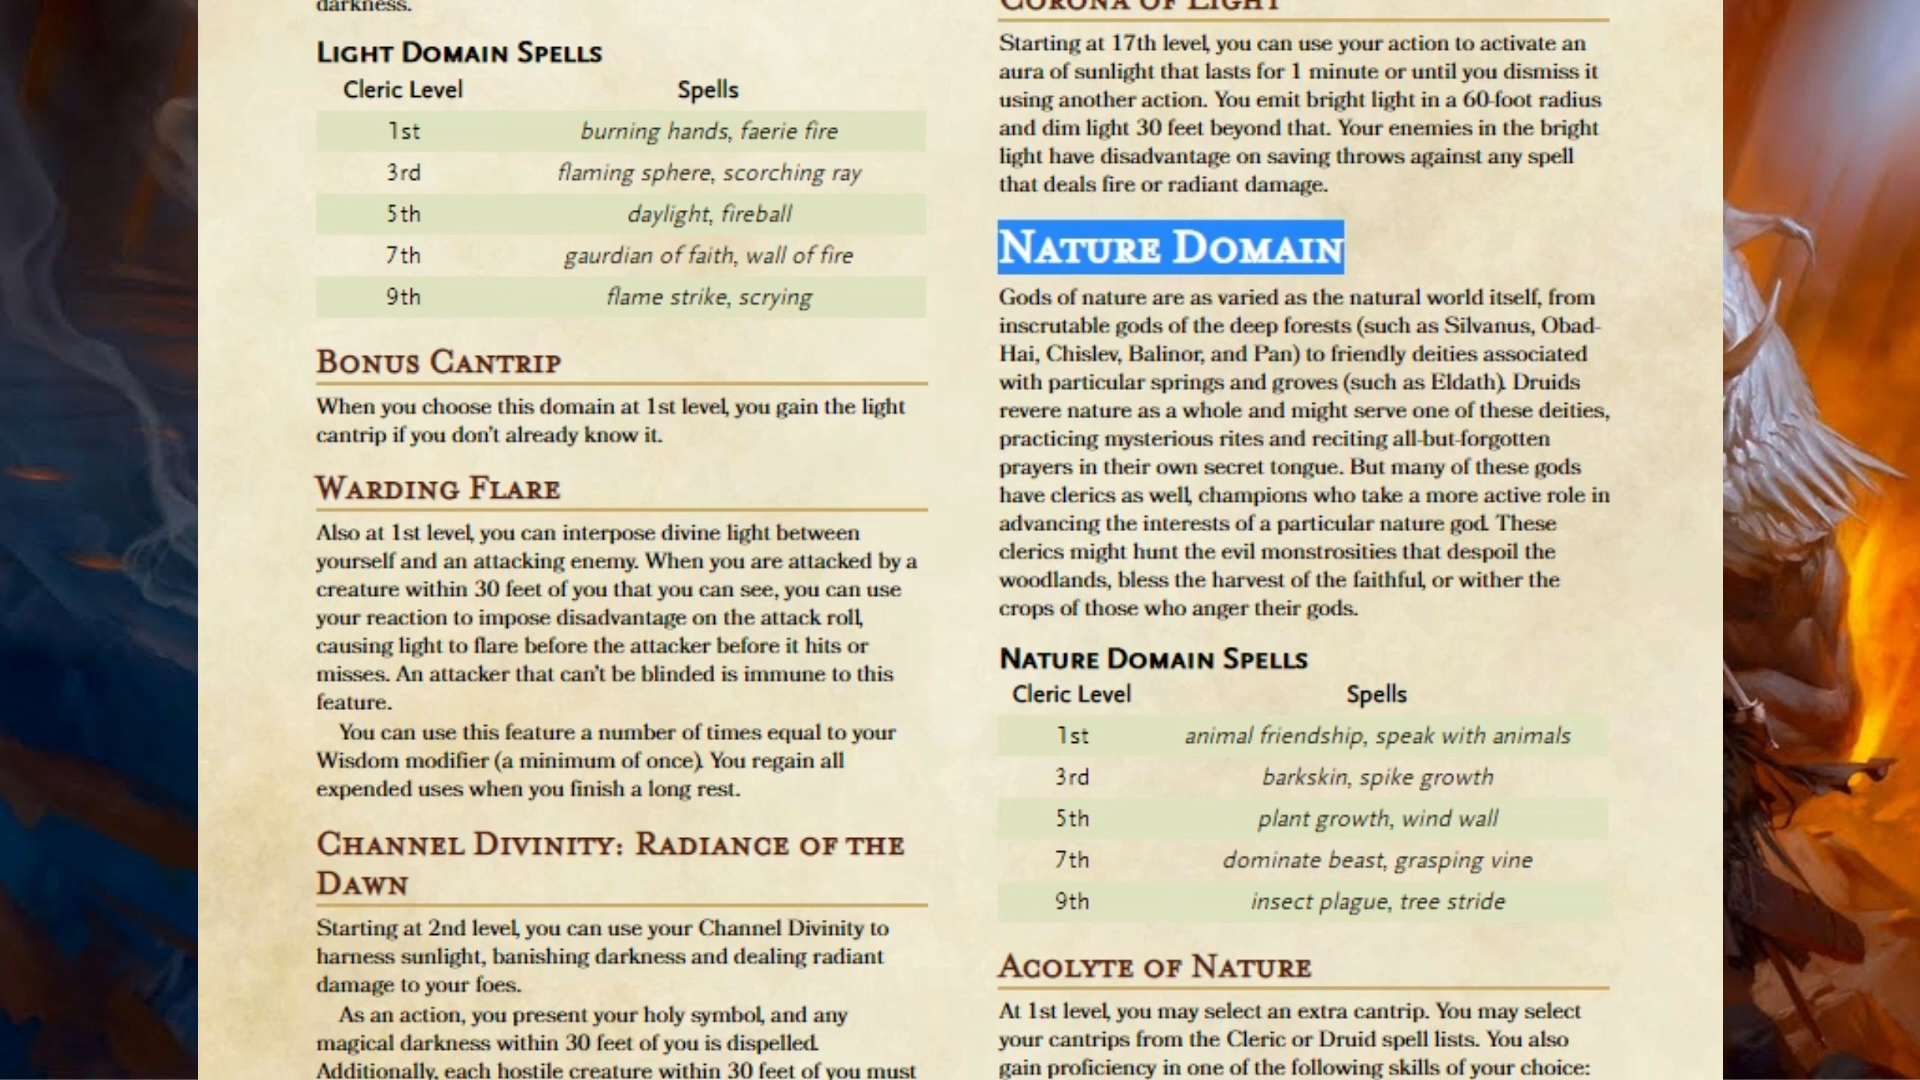 darkness.
Light Domain Spells
Cleric Level Spells
1st burning hands, faerie fire
3rd flaming sphere, scorching ray
5th daylight, fireball
7th gaurdian of faith, wall of fire
9th flame strike, scrying
Bonus Cantrip
When you choose this domain at 1st level, you gain the light
cantrip if you don't already know it.
Warding Flare
Also at 1st level, you can interpose divine light between
yourself and an attacking enemy. When you are attacked by a
creature within 30 feet of you that you can see, you can use
your reaction to impose disadvantage on the attack roll,
causing light to flare before the attacker before it hits or
misses. An attacker that can't be blinded is immune to this
feature.
You can use this feature a number of times equal to your
Wisdom modifier (a minimum of once). You regain all
expended uses when you finish a long rest.
Channel Divinity: Radiance of the
Dawn
Starting at 2nd level, you can use your Channel Divinity to
harness sunlight, banishing darkness and dealing radiant
damage to your foes.
As an action, you present your holy symbol, and any
magical darkness within 30 feet of you is dispelled.
Additionally, each hostile creature within 30 feet of you must
Corona of Light
Starting at 17th level, you can use your action to activate an
aura of sunlight that lasts for 1 minute or until you dismiss it
using another action. You emit bright light in a 60-foot radius
and dim light 30 feet beyond that. Your enemies in the bright
light have disadvantage on saving throws against any spell
that deals fire or radiant damage.
Nature Domain
Gods of nature are as varied as the natural world itself, from
inscrutable gods of the deep forests (such as Silvanus, Obad-
Hai, Chislev, Balinor, and Pan) to friendly deities associated
with particular springs and groves (such as Eldath). Druids
revere nature as a whole and might serve one of these deities,
practicing mysterious rites and reciting all-but-forgotten
prayers in their own secret tongue. But many of these gods
have clerics as well, champions who take a more active role in
advancing the interests of a particular nature god. These
clerics might hunt the evil monstrosities that despoil the
woodlands, bless the harvest of the faithful, or wither the
crops of those who anger their gods.
Nature Domain Spells
Cleric Level Spells
1st animal friendship, speak with animals
3rd barkskin, spike growth
5th plant growth, wind wall
7th dominate beast, grasping vine
9th insect plague, tree stride
Acolyte of Nature
At 1st level, you may select an extra cantrip. You may select
your cantrips from the Cleric or Druid spell lists. You also
gain proficiency in one of the following skills of your choice: